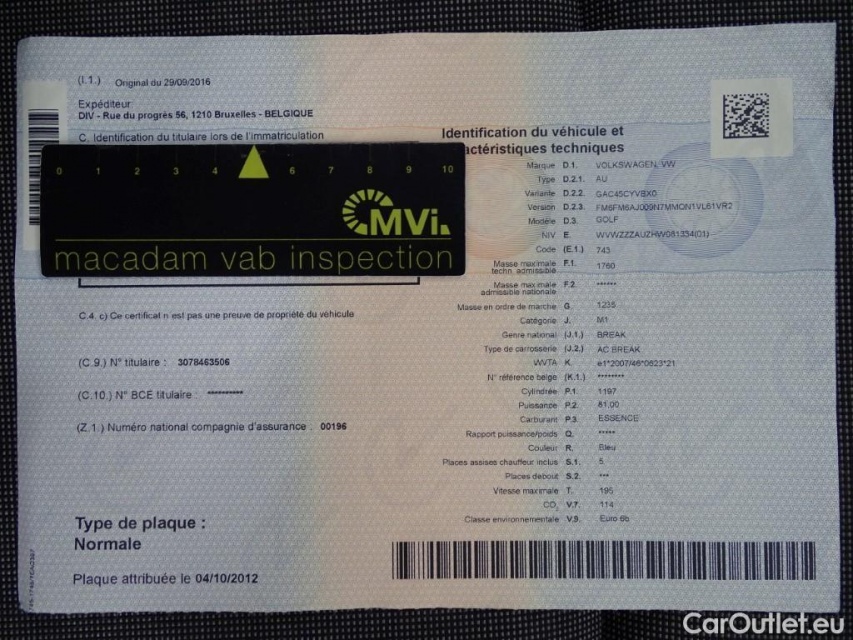 (I.1.) Original du 29/09/2016
Expéditeur
DIV - Rue du progrès 56, 1210 Bruxelles - BELGIQUE
C. Identification du titulaire lors de l'immatriculation
0 1 2 3 4 6 7 8 9 10
CMVi.
macadam vab inspection
C.4. c) Ce certificat n est pas une preuve de propriété du véhicule
(C.9.) N° titulaire : 3078463506
(C.10.) N° BCE titulaire : **********
(Z.1.) Numéro national compagnie d'assurance : 00196
Type de plaque :
Normale
Plaque attribuée le 04/10/2012
Identification du véhicule et
actéristiques techniques
Marque D.1. VOLKSWAGEN, VW
Type D.2.1. AU
Variante D.2.2. GAC45CYVBX0
Version D.2.3.
Modèle D.3. GOLF
NIV E. WVWZZZAUZHW081334(01)
Code (E.1.) 743
Masse maximale
techn. admissible F.1. 1760
Masse maximale
admissible nationale F.2. ******
Masse en ordre de marche G. 1235
Catégorie J. M1
Genre national (J.1.) BREAK
Type de carrosserie (J.2.) AC BREAK
WVTA K. e1*2007/46*0623*21
N° référence belge (K.1.) ********
Cylindrée P.1. 1197
Puissance P.2. 81,00
Carburant P.3. ESSENCE
Rapport puissance/poids Q. *****
Couleur R. Bleu
Places assises chauffeur inclus S.1. 5
Places debout S.2. ***
Vitesse maximale T. 195
CO₂ V.7. 114
Classe environnementale V.9. Euro 6b
CarOutlet.eu